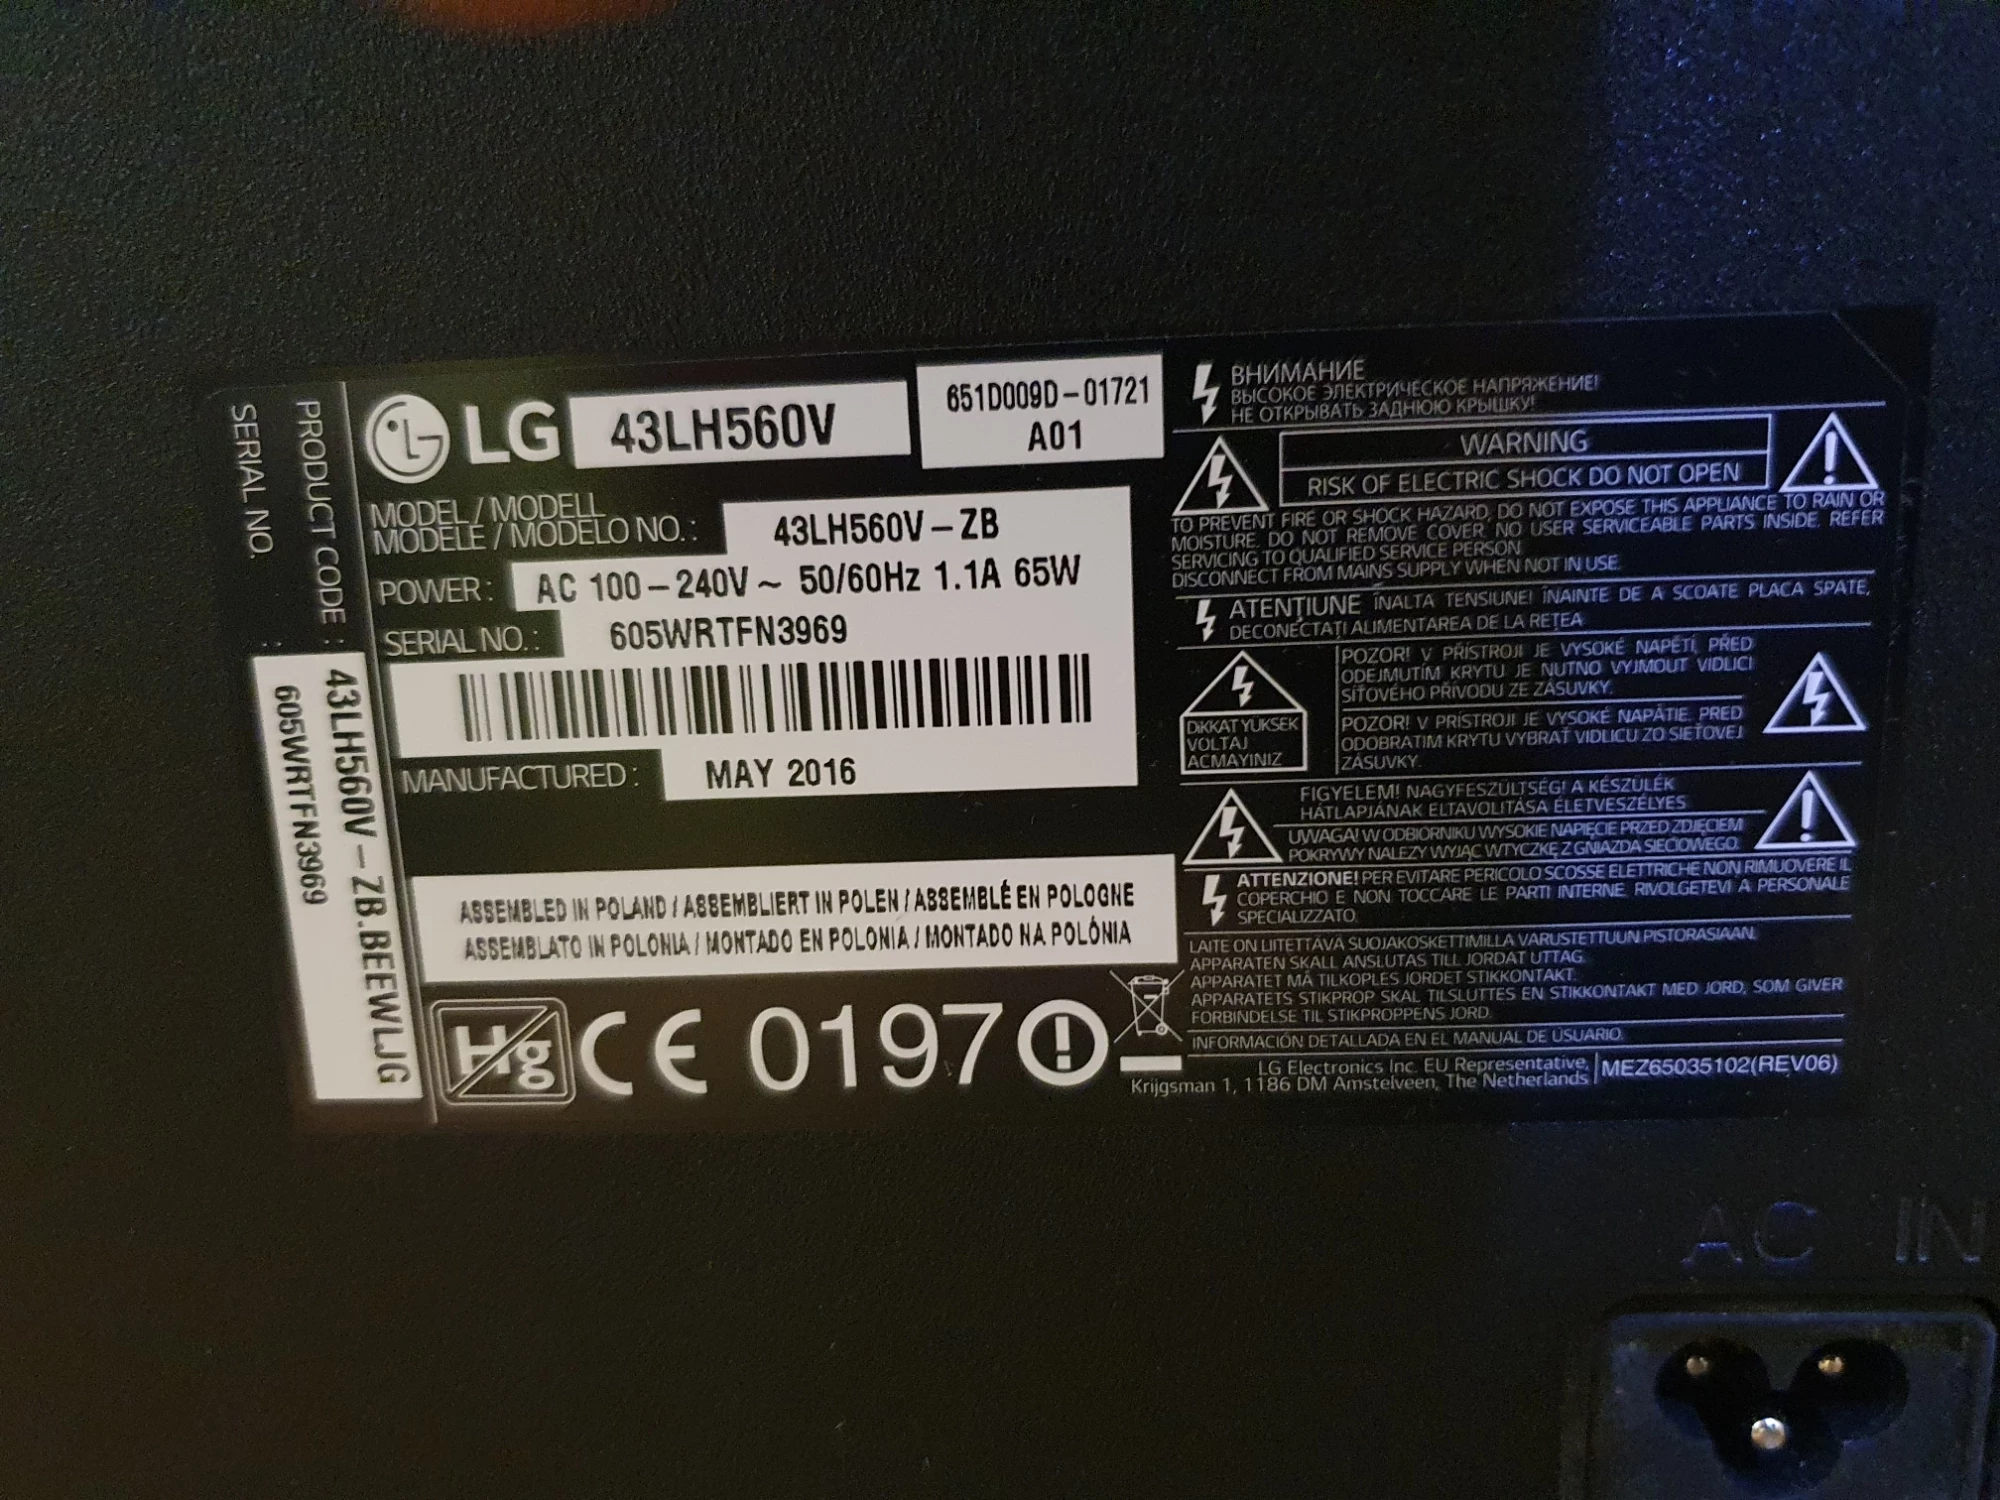 SERIAL NO. :
605WRTFN3969
PRODUCT CODE :
43LH560V-ZB.BEEWLJG
LG 43LH560V
651D009D-01721
A01
MODEL / MODELL
MODELE / MODELO NO. : 43LH560V-ZB
POWER : AC 100-240V ~ 50/60Hz 1.1A 65W
SERIAL NO. : 605WRTFN3969
MANUFACTURED : MAY 2016
ASSEMBLED IN POLAND / ASSEMBLIERT IN POLEN / ASSEMBLÉ EN POLOGNE
ASSEMBLATO IN POLONIA / MONTADO EN POLONIA / MONTADO NA POLÓNIA
Hg CE 0197
ВНИМАНИЕ
ВЫСОКОЕ ЭЛЕКТРИЧЕСКОЕ НАПРЯЖЕНИЕ!
НЕ ОТКРЫВАТЬ ЗАДНЮЮ КРЫШКУ!
WARNING
RISK OF ELECTRIC SHOCK DO NOT OPEN
TO PREVENT FIRE OR SHOCK HAZARD, DO NOT EXPOSE THIS APPLIANCE TO RAIN OR
MOISTURE. DO NOT REMOVE COVER. NO USER SERVICEABLE PARTS INSIDE. REFER
SERVICING TO QUALIFIED SERVICE PERSON.
DISCONNECT FROM MAINS SUPPLY WHEN NOT IN USE.
ATENȚIUNE ÎNALTA TENSIUNE! ÎNAINTE DE A SCOATE PLACA SPATE,
DECONECTAȚI ALIMENTAREA DE LA REȚEA
DİKKAT YUKSEK
VOLTAJ
ACMAYINIZ
POZOR! V PŘÍSTROJI JE VYSOKÉ NAPĚTÍ, PŘED
ODEJMUTÍM KRYTU JE NUTNO VYJMOUT VIDLICI
SÍŤOVÉHO PŘÍVODU ZE ZÁSUVKY.
POZOR! V PRÍSTROJI JE VYSOKÉ NAPÄTIE. PRED
ODOBRATIM KRYTU VYBRAŤ VIDLICU ZO SIEŤOVEJ
ZÁSUVKY.
FIGYELEM! NAGYFESZÜLTSÉG! A KÉSZÜLÉK
HÁTLAPJÁNAK ELTAVOLITÁSA ÉLETVESZÉLYES
UWAGA! W ODBIORNIKU WYSOKIE NAPIĘCIE PRZED ZDJĘCIEM
POKRYWY NALEZY WYJĄC WTYCZKĘ Z GNIAZDA SIECIOWEGO.
ATTENZIONE! PER EVITARE PERICOLO SCOSSE ELETTRICHE NON RIMUOVERE IL
COPERCHIO E NON TOCCARE LE PARTI INTERNE. RIVOLGETEVI A PERSONALE
SPECIALIZZATO.
LAITE ON LIITETTÄVÄ SUOJAKOSKETTIMILLA VARUSTETTUUN PISTORASIAAN.
APPARATEN SKALL ANSLUTAS TILL JORDAT UTTAG.
APPARATET MÅ TILKOPLES JORDET STIKKONTAKT.
APPARATETS STIKPROP SKAL TILSLUTTES EN STIKKONTAKT MED JORD, SOM GIVER
FORBINDELSE TIL STIKPROPPENS JORD.
INFORMACIÓN DETALLADA EN EL MANUAL DE USUARIO.
LG Electronics Inc. EU Representative,
Krijgsman 1, 1186 DM Amstelveen, The Netherlands
MEZ65035102(REV06)
AC IN